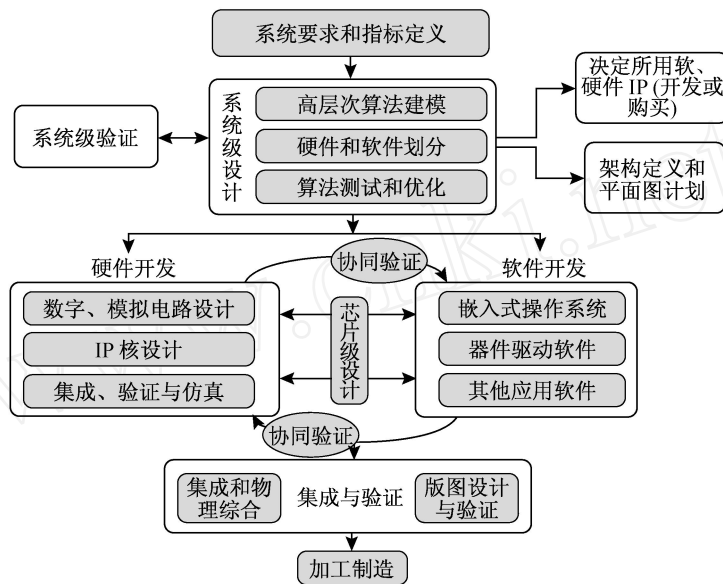 系统要求和指标定义
系统级设计
高层次算法建模
硬件和软件划分
算法测试和优化
系统级验证
决定所用软、
硬件 IP (开发或
购买)
架构定义和
平面图计划
硬件开发
协同验证
软件开发
数字、模拟电路设计
IP 核设计
集成、验证与仿真
芯片级设计
嵌入式操作系统
器件驱动软件
其他应用软件
协同验证
集成和物
理综合
集成与验证
版图设计
与验证
加工制造